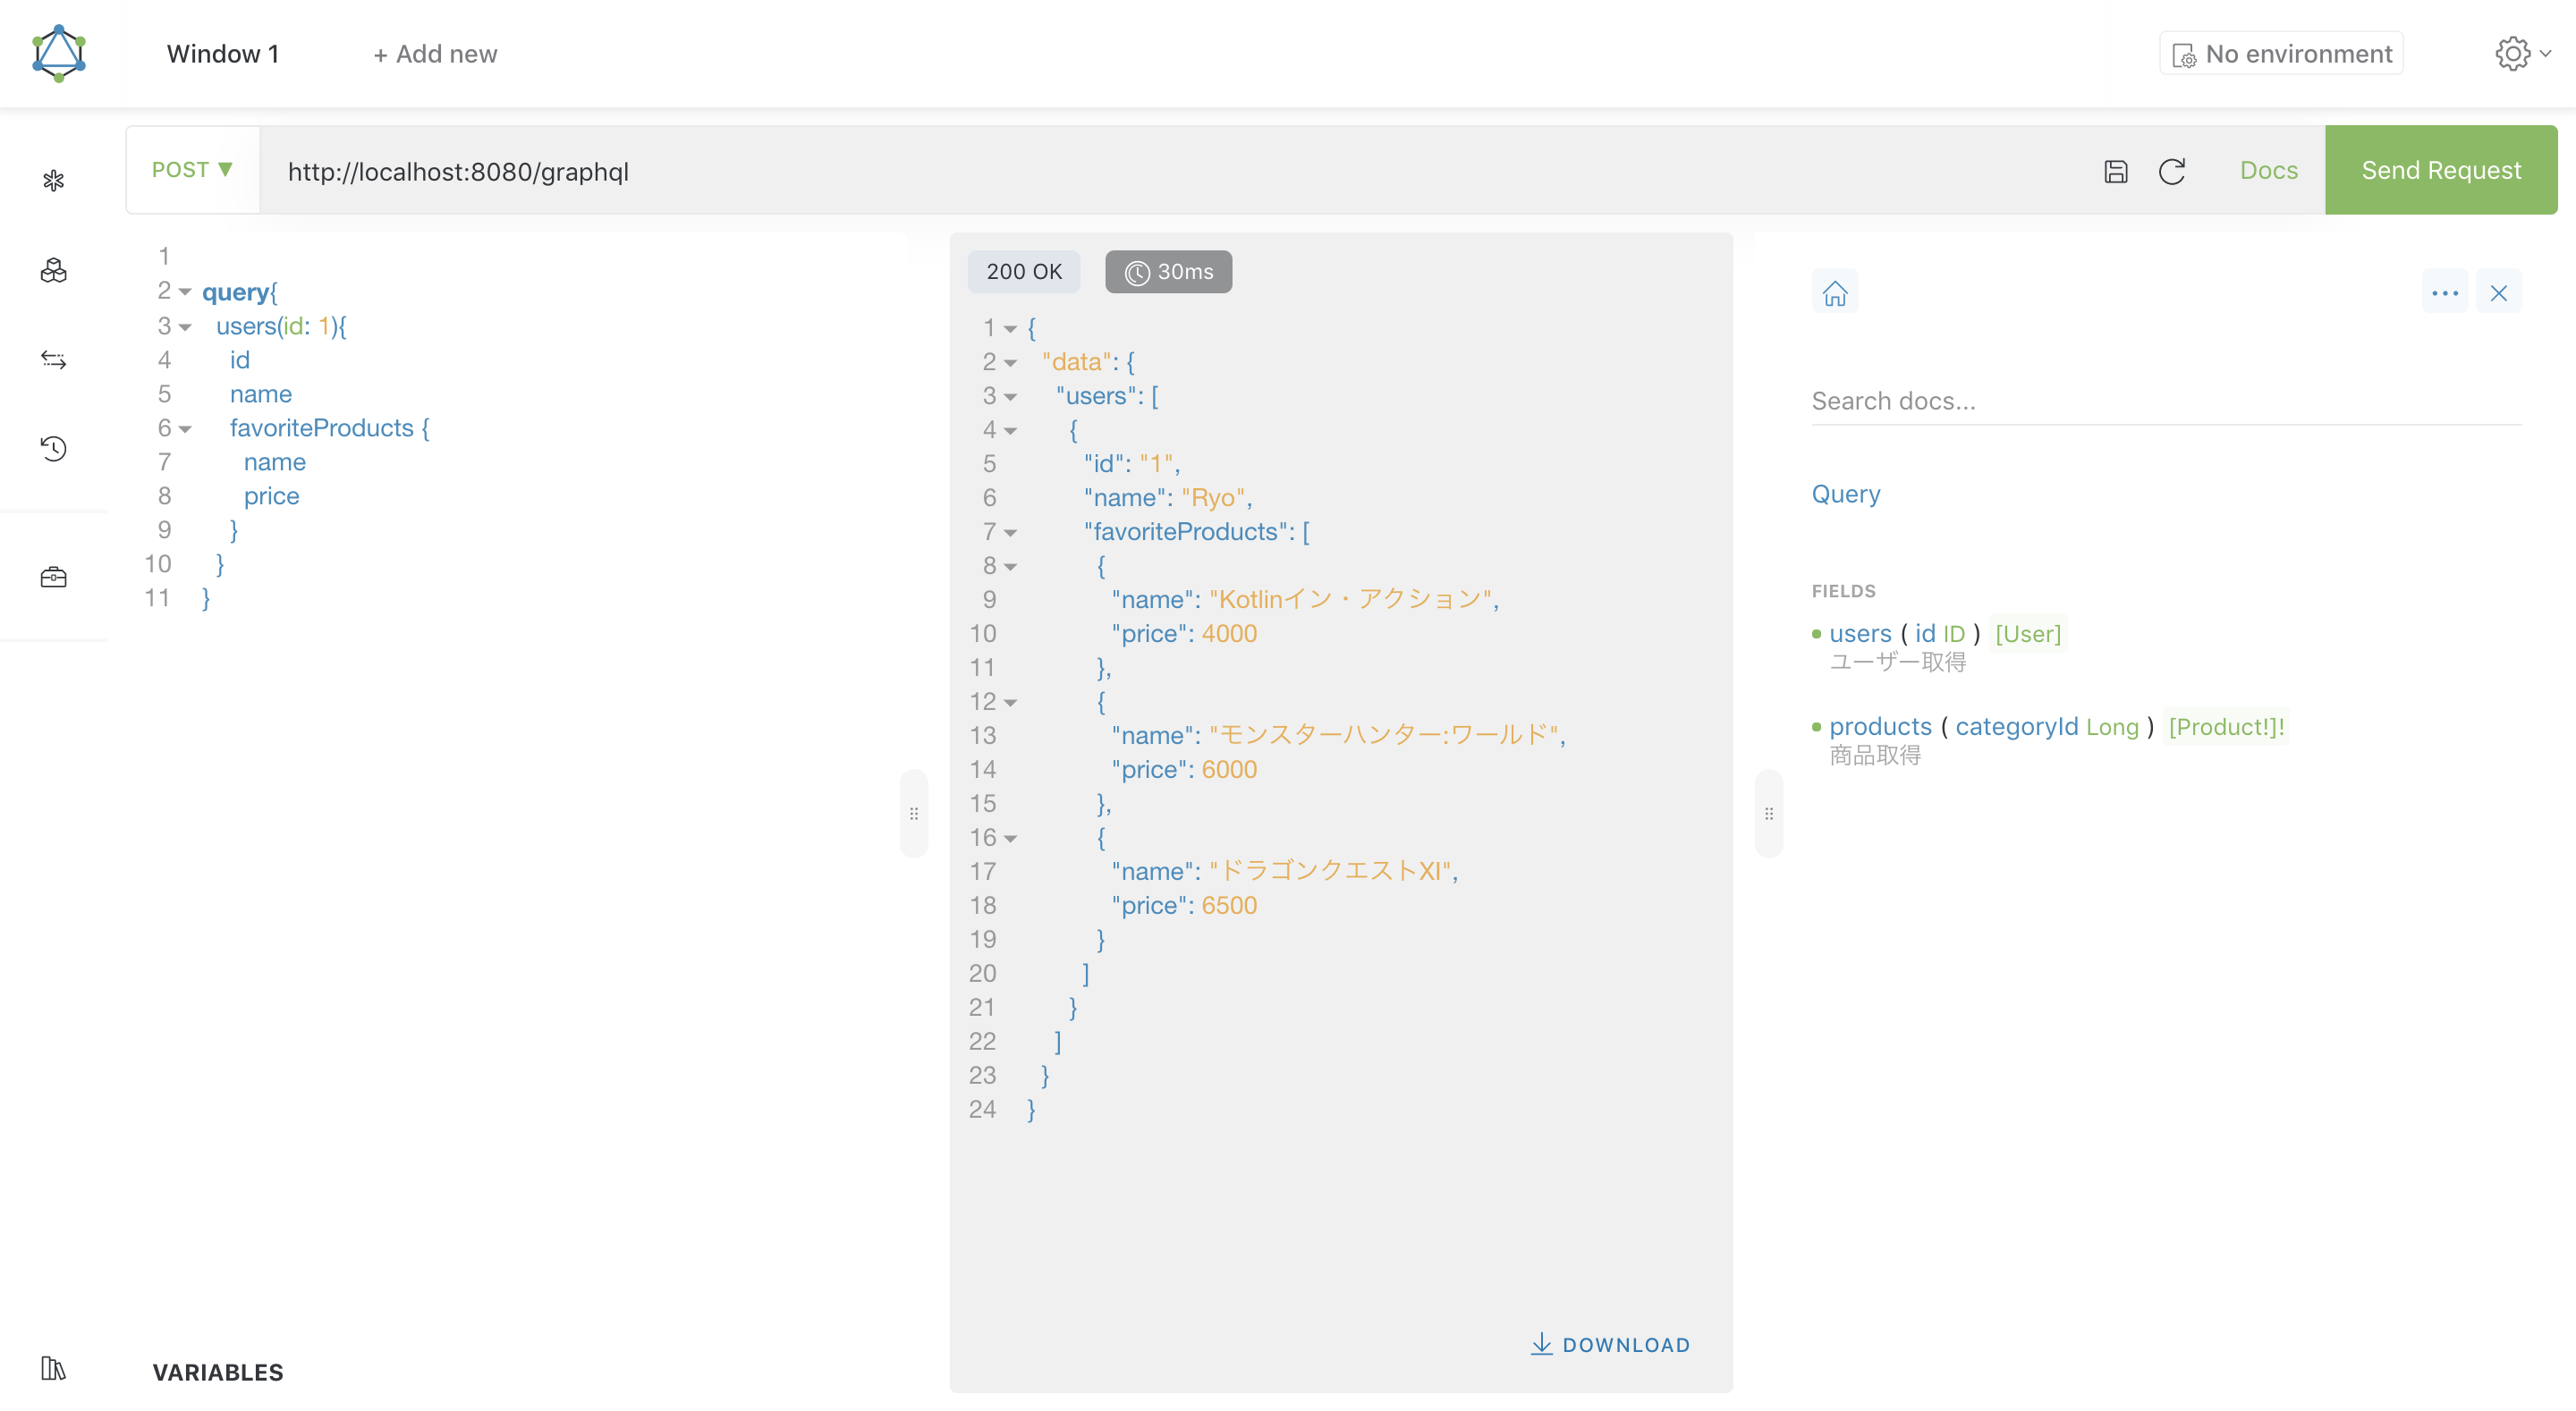 Window 1
+ Add new
No environment
POST ▼
http://localhost:8080/graphql
Docs
Send Request
1
2 query{
3 users(id: 1){
4 id
5 name
6 favoriteProducts {
7 name
8 price
9 }
10 }
11 }
VARIABLES
200 OK
30ms
1 {
2 "data": {
3 "users": [
4 {
5 "id": "1",
6 "name": "Ryo",
7 "favoriteProducts": [
8 {
9 "name": "Kotlinイン・アクション",
10 "price": 4000
11 },
12 {
13 "name": "モンスターハンター:ワールド",
14 "price": 6000
15 },
16 {
17 "name": "ドラゴンクエストXI",
18 "price": 6500
19 }
20 ]
21 }
22 ]
23 }
24 }
DOWNLOAD
Search docs...
Query
FIELDS
users ( id ID ) [User]
ユーザー取得
products ( categoryId Long ) [Product!]!
商品取得